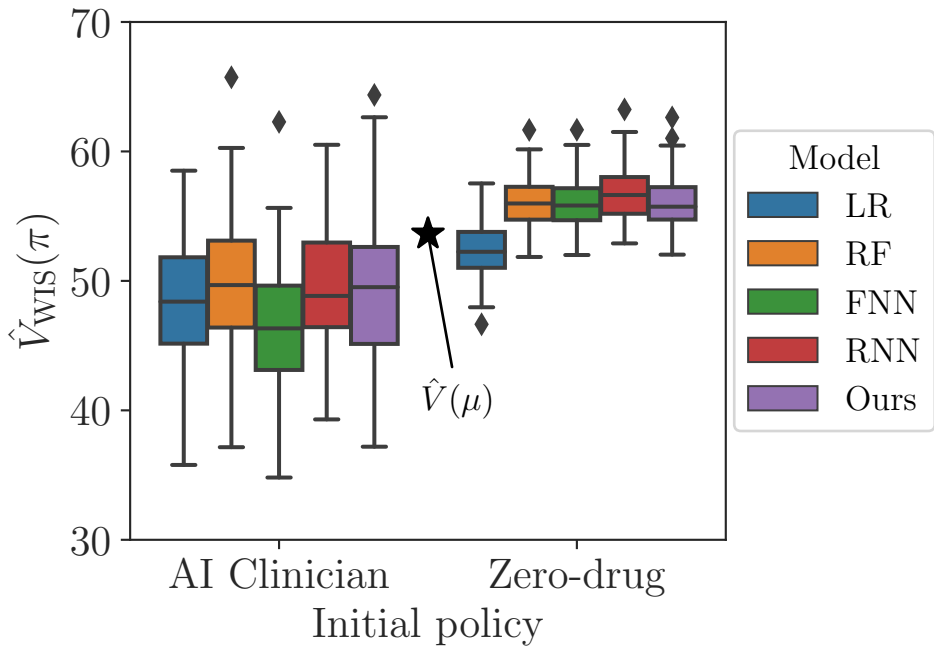 70
60
50
40
30
V̂_WIS(π)
V̂(μ)
AI Clinician
Zero-drug
Initial policy
Model
LR
RF
FNN
RNN
Ours